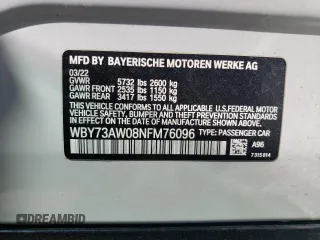 MFD BY BAYERISCHE MOTOREN WERKE AG
03/22
GVWR 5732 lbs 2600 kg
GAWR FRONT 2535 lbs 1150 kg
GAWR REAR 3417 lbs 1550 kg
THIS VEHICLE CONFORMS TO ALL APPLICABLE
U.S. FEDERAL MOTOR VEHICLE SAFETY, BUMPER,
AND THEFT PREVENTION STANDARDS IN EFFECT
ON THE DATE OF MANUFACTURE SHOWN ABOVE.
WBY73AW08NFM76096 TYPE: PASSENGER CAR
A96
7315814
DREAMBID